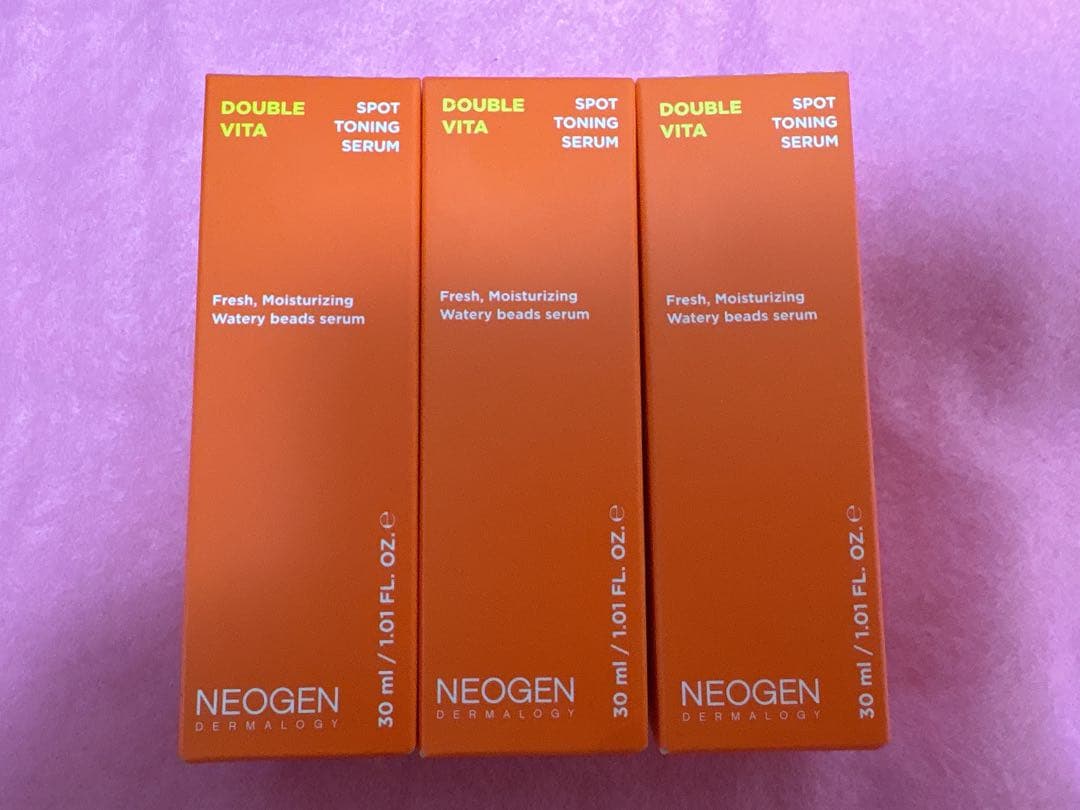 DOUBLE
VITA
SPOT
TONING
SERUM
Fresh, Moisturizing
Watery beads serum
30 ml / 1.01 FL. OZ. ℮
NEOGEN
DERMALOGY
DOUBLE
VITA
SPOT
TONING
SERUM
Fresh, Moisturizing
Watery beads serum
30 ml / 1.01 FL. OZ. ℮
NEOGEN
DERMALOGY
DOUBLE
VITA
SPOT
TONING
SERUM
Fresh, Moisturizing
Watery beads serum
30 ml / 1.01 FL. OZ. ℮
NEOGEN
DERMALOGY